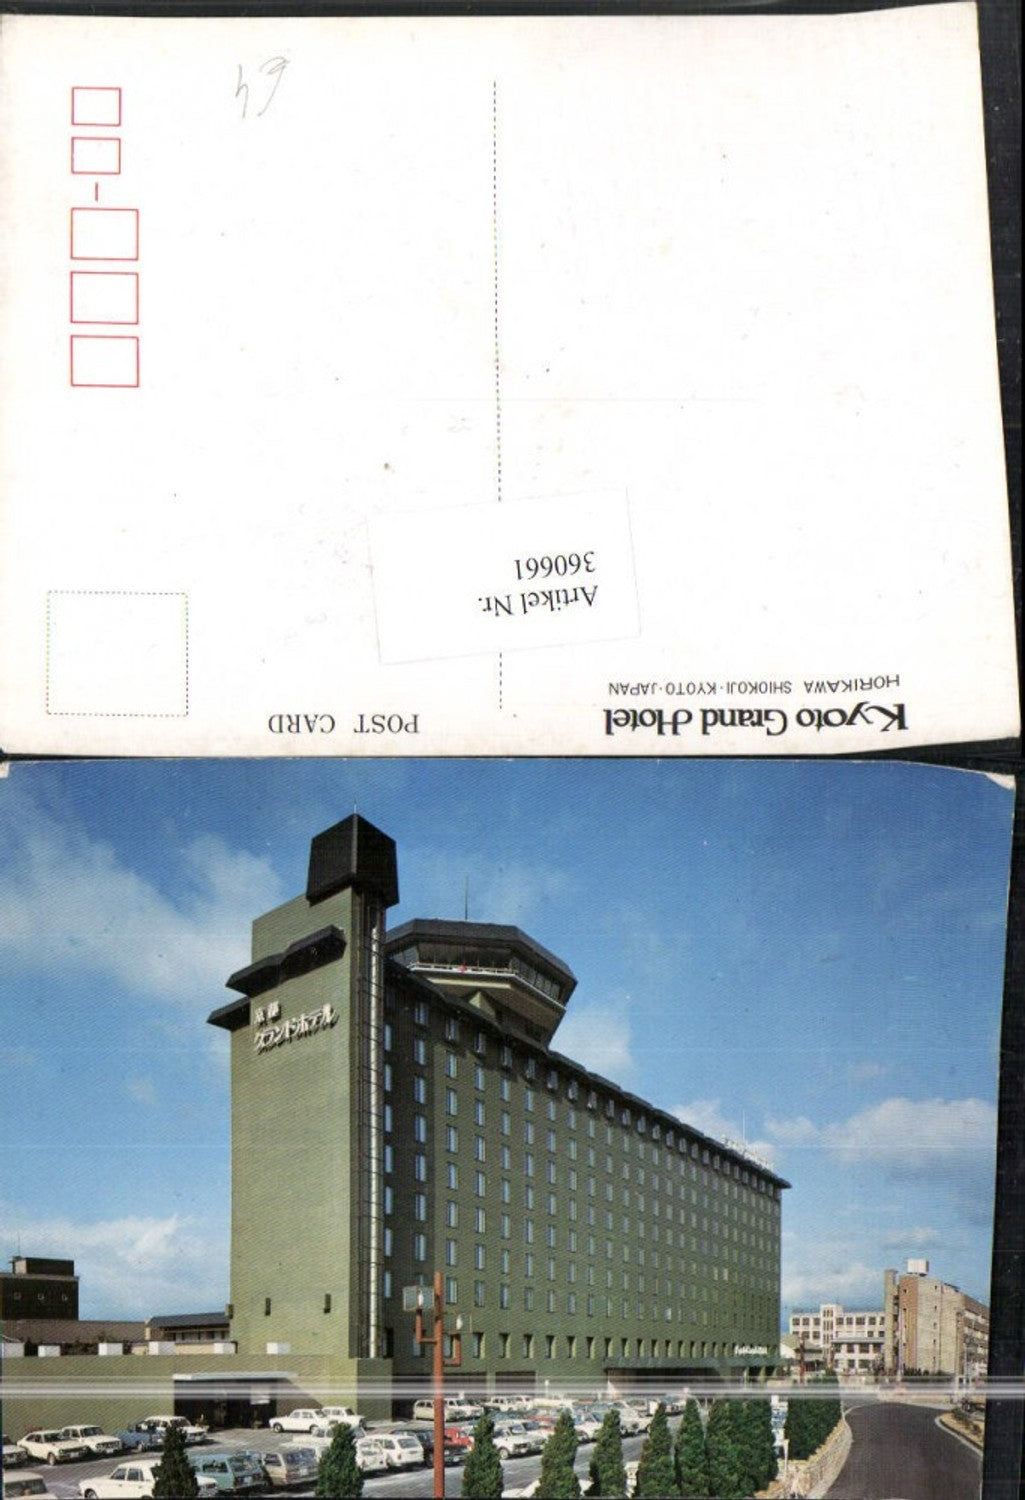 Kyoto Grand Hotel
HORIKAWA SHIOKOJI·KYOTO·JAPAN
POST CARD
Artikel Nr.
360661
64
京都
グランドホテル